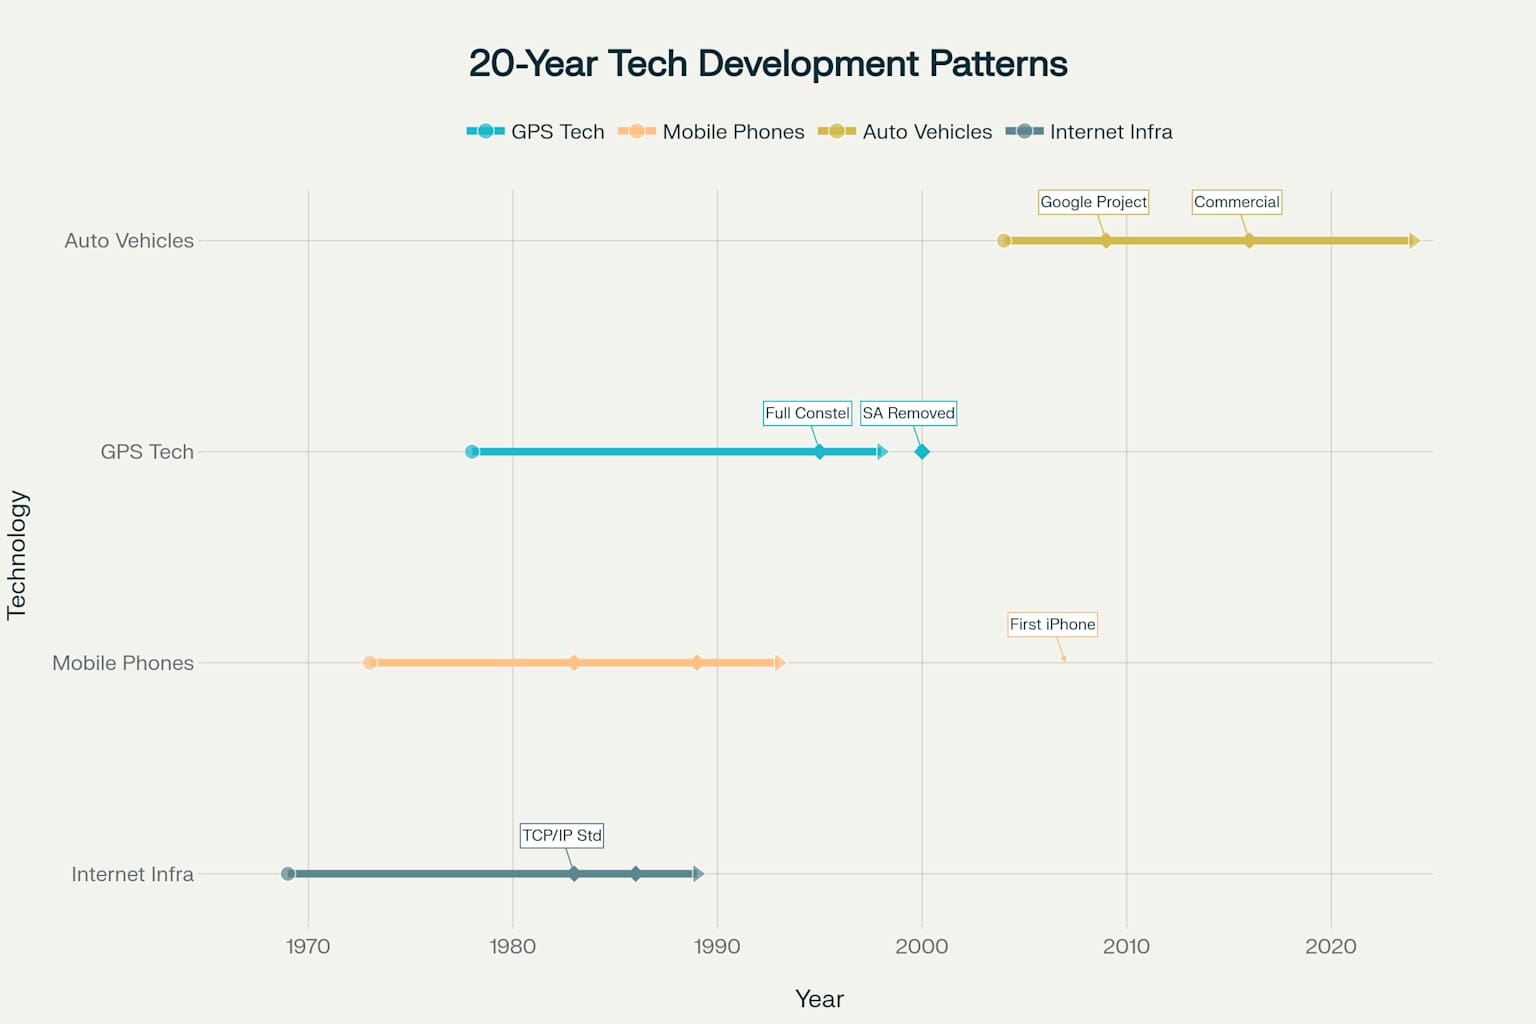 20-Year Tech Development Patterns
GPS Tech Mobile Phones Auto Vehicles Internet Infra
Google Project Commercial
Auto Vehicles
Full Constel SA Removed
GPS Tech
Technology
First iPhone
Mobile Phones
TCP/IP Std
Internet Infra
1970 1980 1990 2000 2010 2020
Year